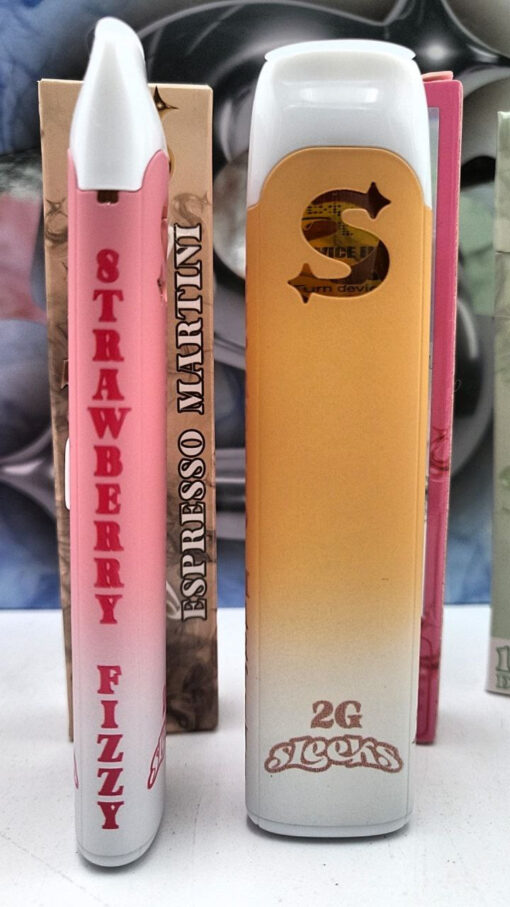 STRAWBERRY FIZZY
ESPRESSO MARTINI
S
2G
sleeks